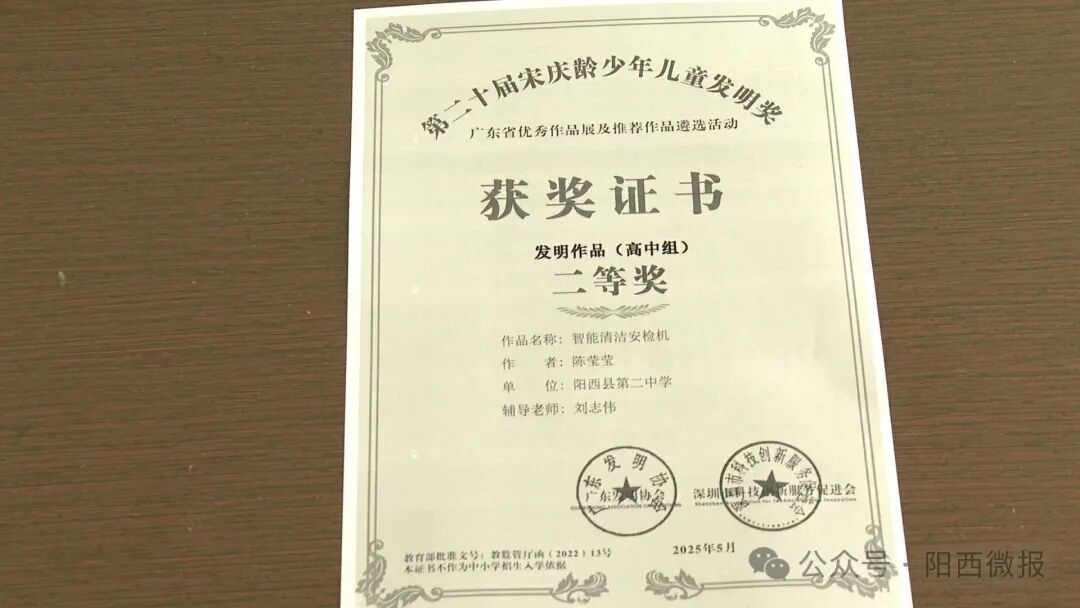 第二十届宋庆龄少年儿童发明奖
广东省优秀作品展及推荐作品遴选活动
获奖证书
发明作品（高中组）
二等奖
作品名称：智能清洁安检机
作 者：陈莹莹
单 位：阳西县第二中学
辅导老师：刘志伟
广东发明协会
广东发明协会
深圳市科技创新服务促进会
教育部批准文号：教监管厅函（2022）13号
本证书不作为中小学招生入学依据
2025年5月
公众号·阳西微报